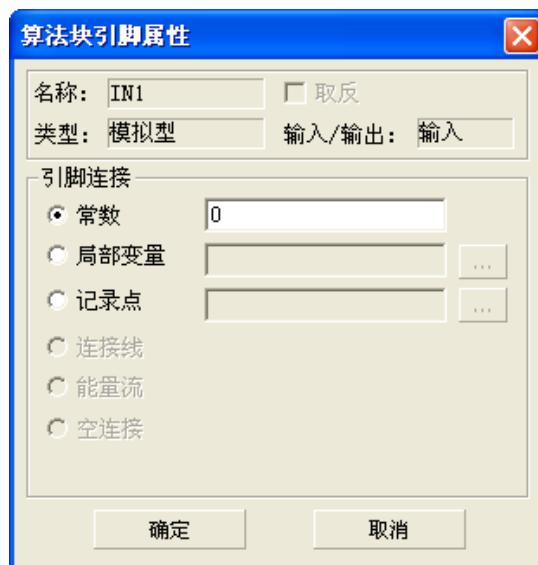 算法块引脚属性
名称： IN1 取反
类型： 模拟型 输入/输出： 输入
引脚连接
常数 0
局部变量 ...
记录点 ...
连接线
能量流
空连接
确定 取消